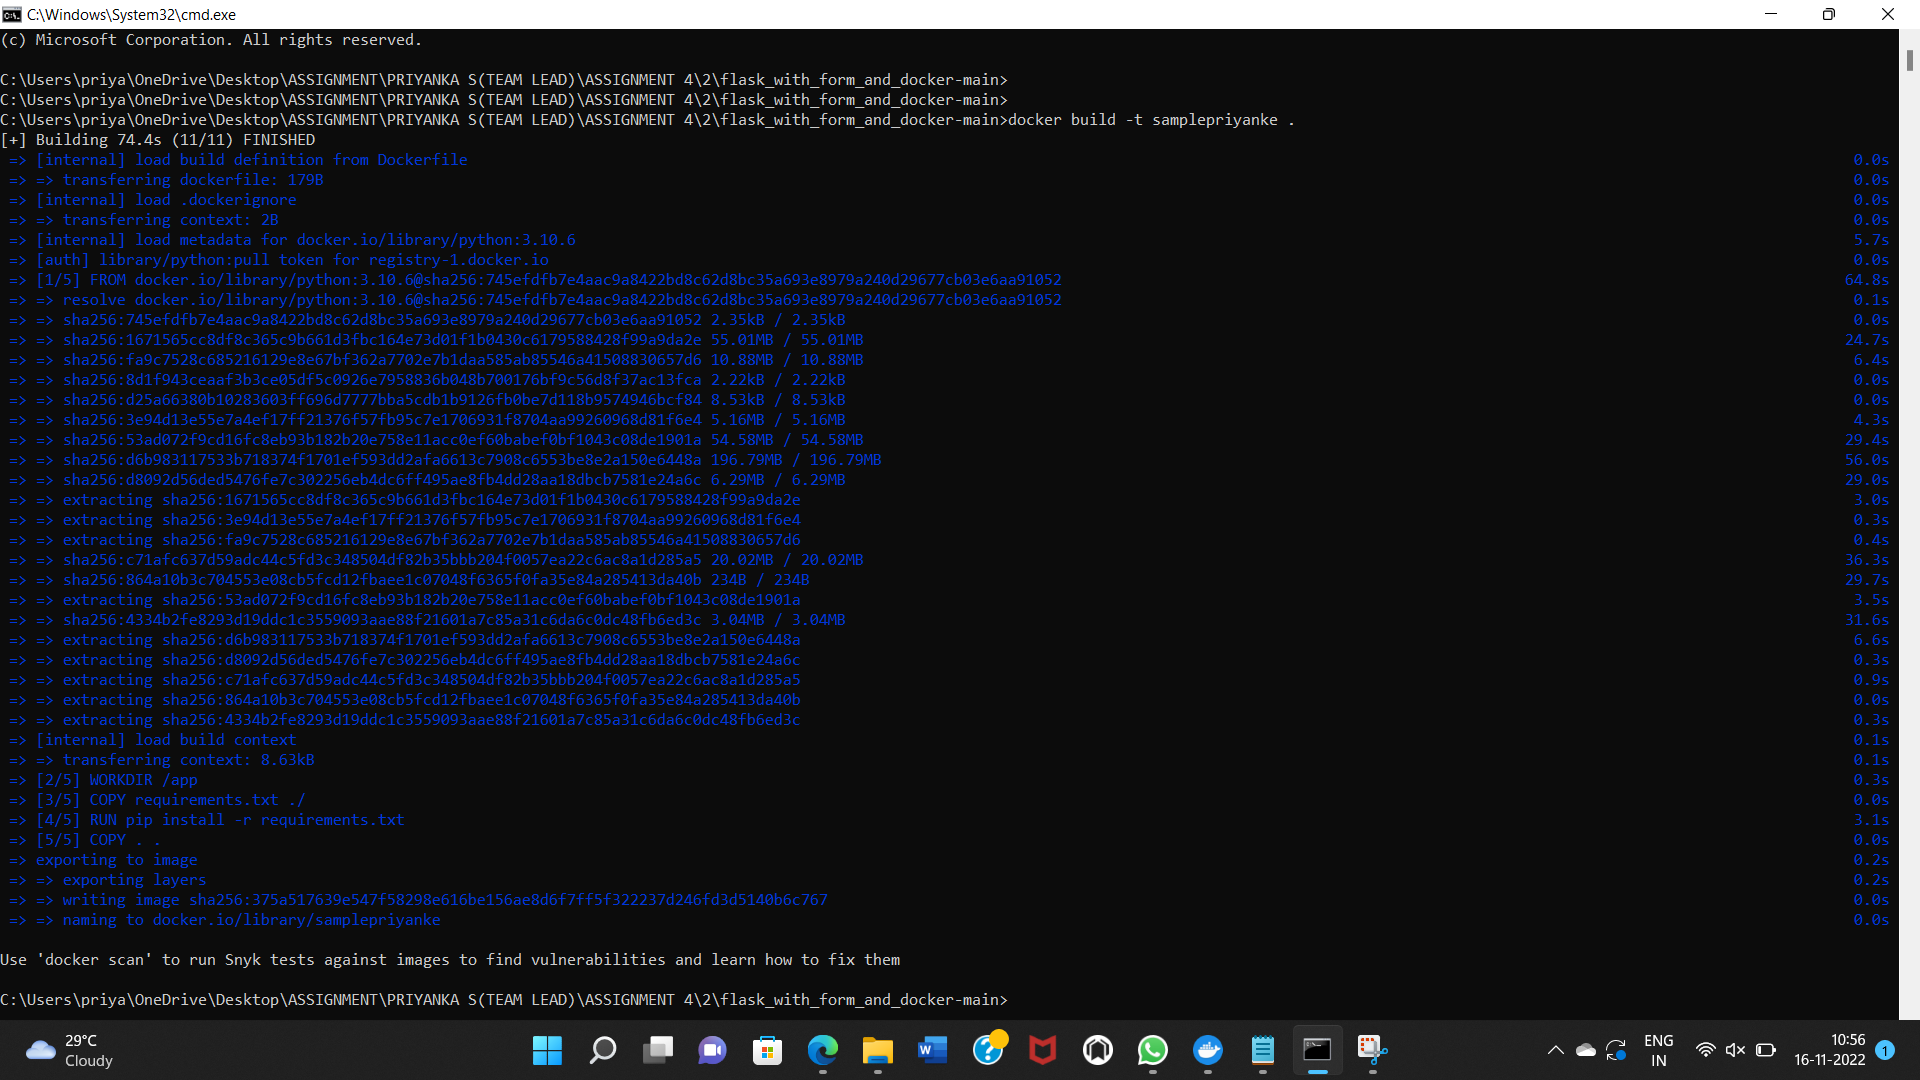 C:\Windows\System32\cmd.exe
(c) Microsoft Corporation. All rights reserved.
C:\Users\priya\OneDrive\Desktop\ASSIGNMENT\PRIYANKA S(TEAM LEAD)\ASSIGNMENT 4\2\flask_with_form_and_docker-main>
C:\Users\priya\OneDrive\Desktop\ASSIGNMENT\PRIYANKA S(TEAM LEAD)\ASSIGNMENT 4\2\flask_with_form_and_docker-main>
C:\Users\priya\OneDrive\Desktop\ASSIGNMENT\PRIYANKA S(TEAM LEAD)\ASSIGNMENT 4\2\flask_with_form_and_docker-main>docker build -t samplepriyanke .
[+] Building 74.4s (11/11) FINISHED
=> [internal] load build definition from Dockerfile 0.0s
=> => transferring dockerfile: 179B 0.0s
=> [internal] load .dockerignore 0.0s
=> => transferring context: 2B 0.0s
=> [internal] load metadata for docker.io/library/python:3.10.6 5.7s
=> [auth] library/python:pull token for registry-1.docker.io 0.0s
=> [1/5] FROM docker.io/library/python:3.10.6@sha256:745efdfb7e4aac9a8422bd8c62d8bc35a693e8979a240d29677cb03e6aa91052 64.8s
=> => resolve docker.io/library/python:3.10.6@sha256:745efdfb7e4aac9a8422bd8c62d8bc35a693e8979a240d29677cb03e6aa91052 0.1s
=> => sha256:745efdfb7e4aac9a8422bd8c62d8bc35a693e8979a240d29677cb03e6aa91052 2.35kB / 2.35kB 0.0s
=> => sha256:1671565cc8df8c365c9b661d3fbc164e73d01f1b0430c6179588428f99a9da2e 55.01MB / 55.01MB 24.7s
=> => sha256:fa9c7528c685216129e8e67bf362a7702e7b1daa585ab85546a41508830657d6 10.88MB / 10.88MB 6.4s
=> => sha256:8d1f943ceaaf3b3ce05df5c0926e7958836b048b700176bf9c56d8f37ac13fca 2.22kB / 2.22kB 0.0s
=> => sha256:d25a66380b10283603ff696d7777bba5cdb1b9126fb0be7d118b9574946bcf84 8.53kB / 8.53kB 0.0s
=> => sha256:3e94d13e55e7a4ef17ff21376f57fb95c7e1706931f8704aa99260968d81f6e4 5.16MB / 5.16MB 4.3s
=> => sha256:53ad072f9cd16fc8eb93b182b20e758e11acc0ef60babef0bf1043c08de1901a 54.58MB / 54.58MB 29.4s
=> => sha256:d6b983117533b718374f1701ef593dd2afa6613c7908c6553be8e2a150e6448a 196.79MB / 196.79MB 56.0s
=> => sha256:d8092d56ded5476fe7c302256eb4dc6ff495ae8fb4dd28aa18dbcb7581e24a6c 6.29MB / 6.29MB 29.0s
=> => extracting sha256:1671565cc8df8c365c9b661d3fbc164e73d01f1b0430c6179588428f99a9da2e 3.0s
=> => extracting sha256:3e94d13e55e7a4ef17ff21376f57fb95c7e1706931f8704aa99260968d81f6e4 0.3s
=> => extracting sha256:fa9c7528c685216129e8e67bf362a7702e7b1daa585ab85546a41508830657d6 0.4s
=> => sha256:c71afc637d59adc44c5fd3c348504df82b35bbb204f0057ea22c6ac8a1d285a5 20.02MB / 20.02MB 36.3s
=> => sha256:864a10b3c704553e08cb5fcd12fbaee1c07048f6365f0fa35e84a285413da40b 234B / 234B 29.7s
=> => extracting sha256:53ad072f9cd16fc8eb93b182b20e758e11acc0ef60babef0bf1043c08de1901a 3.5s
=> => sha256:4334b2fe8293d19ddc1c3559093aae88f21601a7c85a31c6da6c0dc48fb6ed3c 3.04MB / 3.04MB 31.6s
=> => extracting sha256:d6b983117533b718374f1701ef593dd2afa6613c7908c6553be8e2a150e6448a 6.6s
=> => extracting sha256:d8092d56ded5476fe7c302256eb4dc6ff495ae8fb4dd28aa18dbcb7581e24a6c 0.3s
=> => extracting sha256:c71afc637d59adc44c5fd3c348504df82b35bbb204f0057ea22c6ac8a1d285a5 0.9s
=> => extracting sha256:864a10b3c704553e08cb5fcd12fbaee1c07048f6365f0fa35e84a285413da40b 0.0s
=> => extracting sha256:4334b2fe8293d19ddc1c3559093aae88f21601a7c85a31c6da6c0dc48fb6ed3c 0.3s
=> [internal] load build context 0.1s
=> => transferring context: 8.63kB 0.1s
=> [2/5] WORKDIR /app 0.3s
=> [3/5] COPY requirements.txt ./ 0.0s
=> [4/5] RUN pip install -r requirements.txt 3.1s
=> [5/5] COPY . . 0.0s
=> exporting to image 0.2s
=> => exporting layers 0.2s
=> => writing image sha256:375a517639e547f58298e616be156ae8d6f7ff5f322237d246fd3d5140b6c767 0.0s
=> => naming to docker.io/library/samplepriyanke 0.0s
Use 'docker scan' to run Snyk tests against images to find vulnerabilities and learn how to fix them
C:\Users\priya\OneDrive\Desktop\ASSIGNMENT\PRIYANKA S(TEAM LEAD)\ASSIGNMENT 4\2\flask_with_form_and_docker-main>
29°C
Cloudy
ENG
IN
10:56
16-11-2022
1